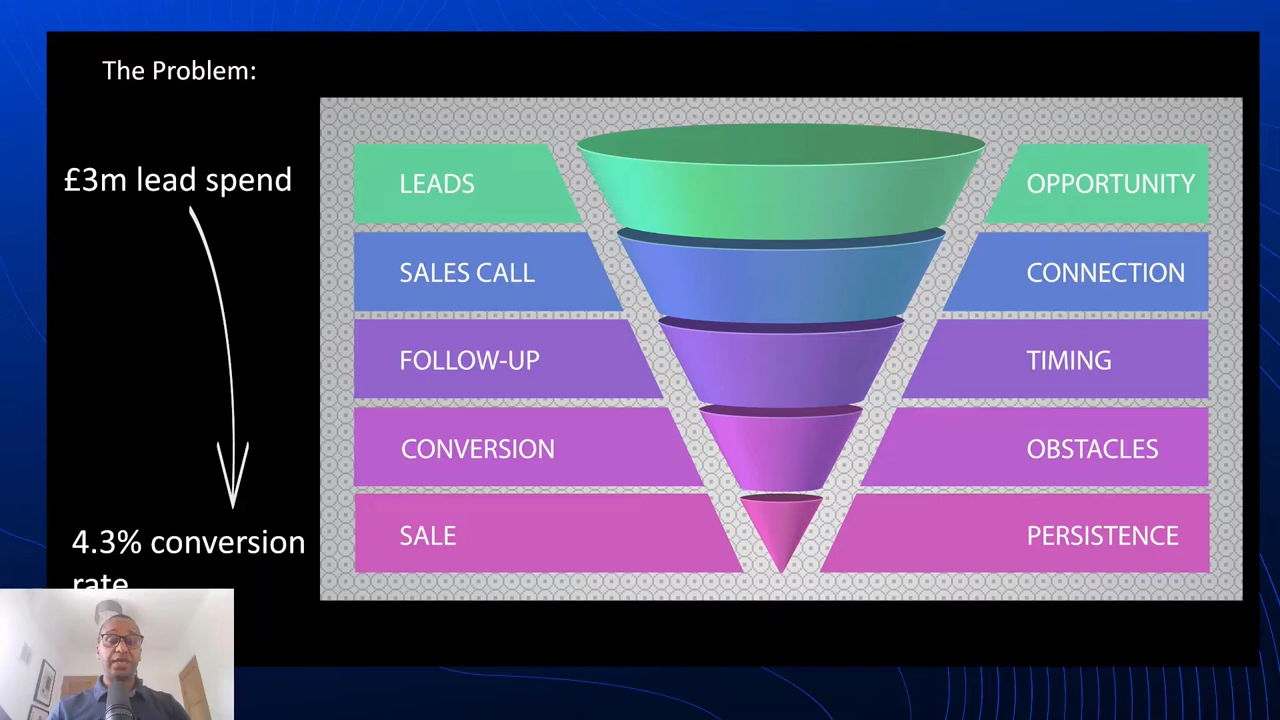 The Problem:
£3m lead spend
4.3% conversion
rate
LEADS
OPPORTUNITY
SALES CALL
CONNECTION
FOLLOW-UP
TIMING
CONVERSION
OBSTACLES
SALE
PERSISTENCE